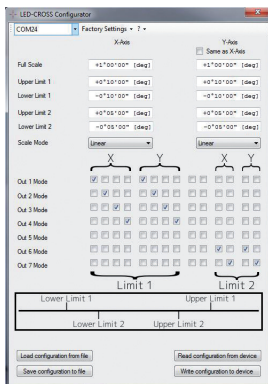 LED-CROSS Configurator
COM24 Factory Settings ?
X-Axis Y-Axis
Same as X-Axis
Full Scale +1°00'00" [deg] +1°00'00" [deg]
Upper Limit 1 +0°10'00" [deg] +0°10'00" [deg]
Lower Limit 1 -0°10'00" [deg] -0°10'00" [deg]
Upper Limit 2 +0°05'00" [deg] +0°05'00" [deg]
Lower Limit 2 -0°05'00" [deg] -0°05'00" [deg]
Scale Mode Linear Linear
X Y X Y
Out 1 Mode
Out 2 Mode
Out 3 Mode
Out 4 Mode
Out 5 Mode
Out 6 Mode
Out 7 Mode
Limit 1 Limit 2
Lower Limit 1 Upper Limit 1
Lower Limit 2 Upper Limit 2
Load configuration from file Read configuration from device
Save configuration to file Write configuration to device